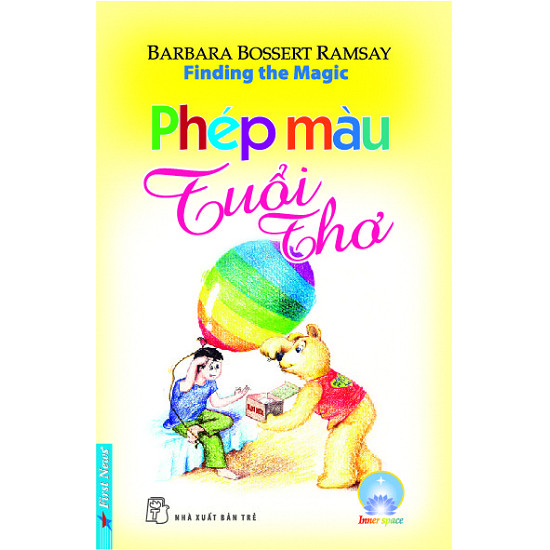 BARBARA BOSSERT RAMSAY
Finding the Magic
Phép màu
Tuổi
Thơ
First News
NHÀ XUẤT BẢN TRẺ
Inner space